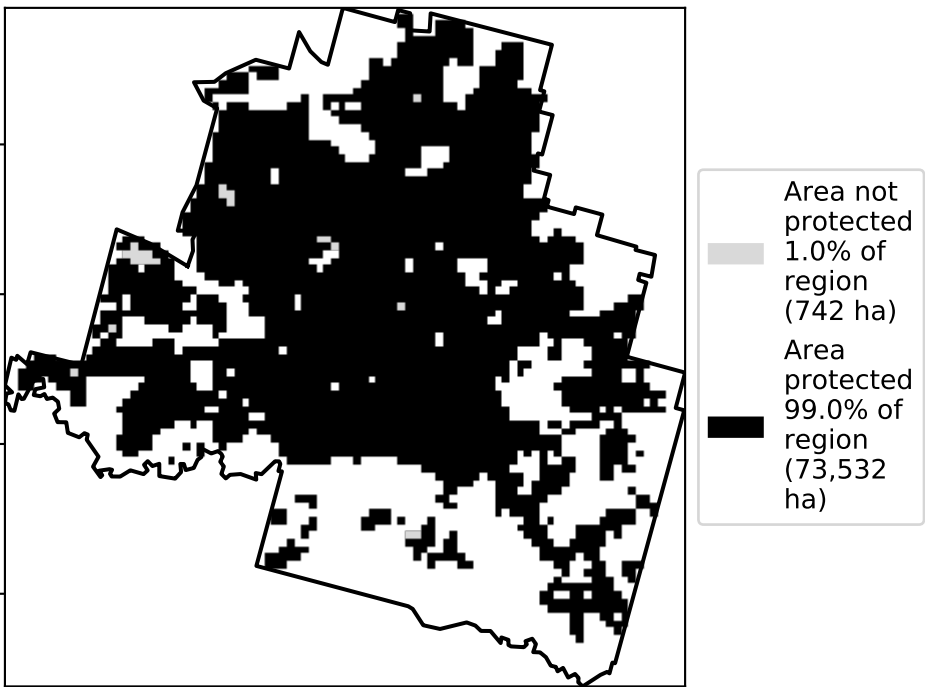 Area not
protected
1.0% of
region
(742 ha)
Area
protected
99.0% of
region
(73,532
ha)